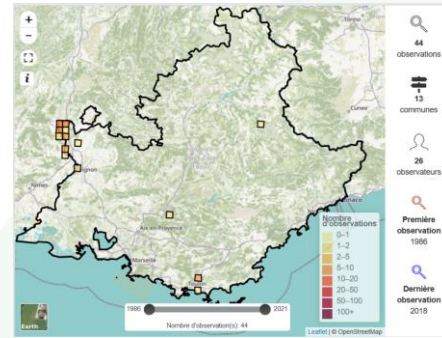 +
−
i
Nîmes
Avignon
Aix-en-Provence
Marseille
Toulon
Cuneo
Monaco
Nombre
d'observations
0–1
1–2
2–5
5–10
10–20
20–50
50–100
100+
Earth
1986
2021
Nombre d'observation(s): 44
Leaflet | © OpenStreetMap
44
observations
13
communes
26
observateurs
Première
observation
1986
Dernière
observation
2018